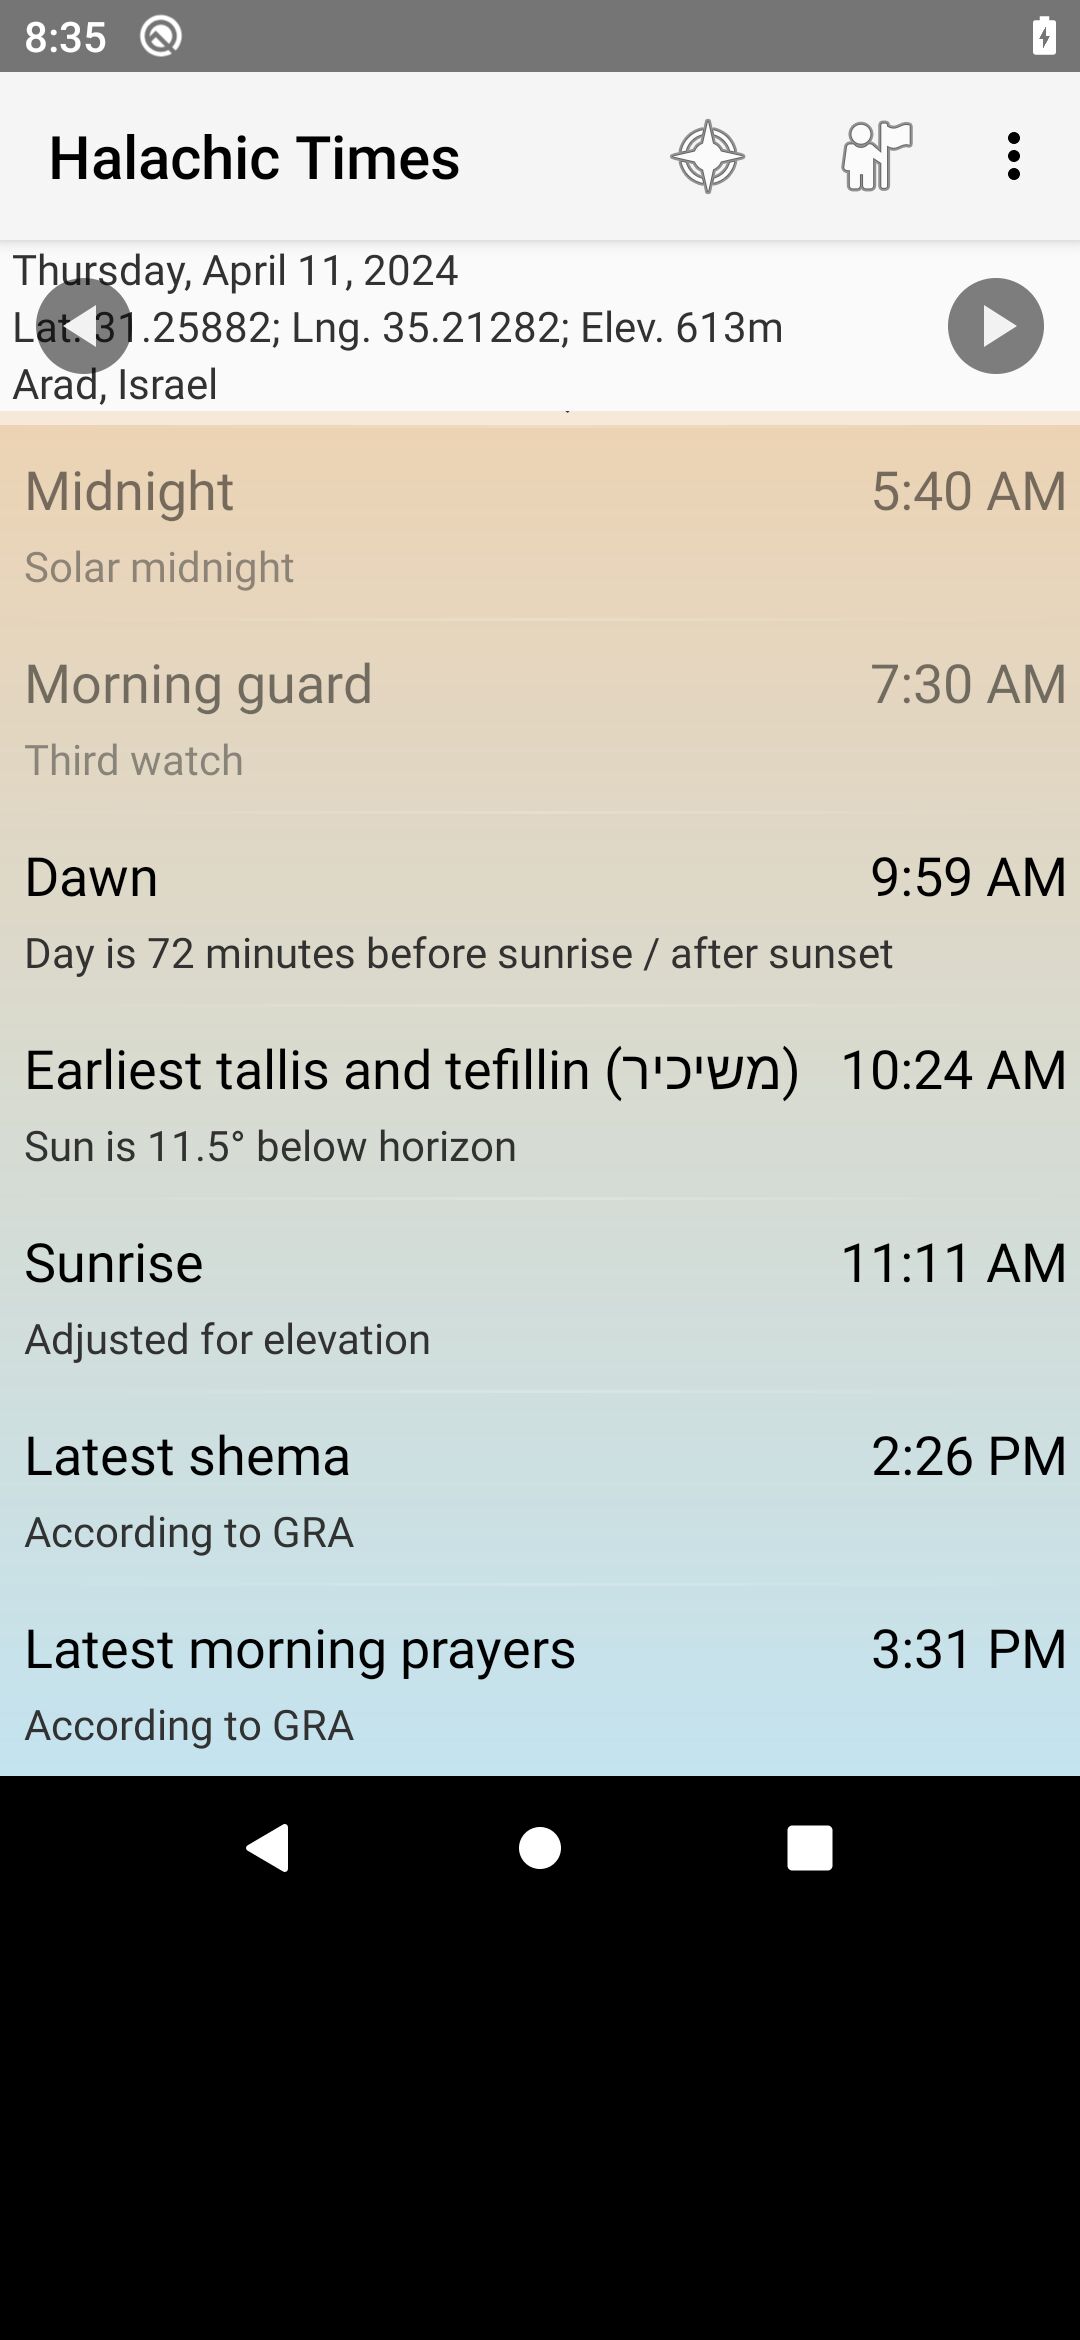 8:35
Halachic Times
Thursday, April 11, 2024
Lat. 31.25882; Lng. 35.21282; Elev. 613m
Arad, Israel
Midnight 5:40 AM
Solar midnight
Morning guard 7:30 AM
Third watch
Dawn 9:59 AM
Day is 72 minutes before sunrise / after sunset
Earliest tallis and tefillin (משיכיר) 10:24 AM
Sun is 11.5° below horizon
Sunrise 11:11 AM
Adjusted for elevation
Latest shema 2:26 PM
According to GRA
Latest morning prayers 3:31 PM
According to GRA